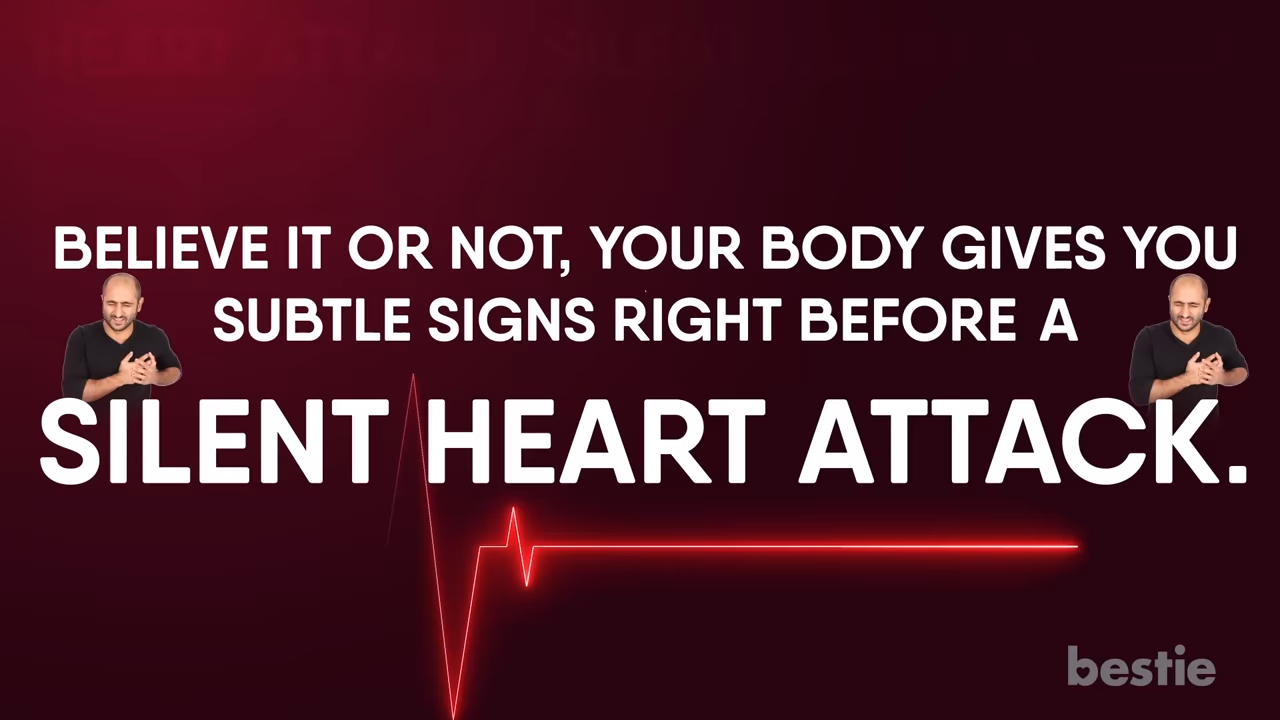 BELIEVE IT OR NOT, YOUR BODY GIVES YOU
SUBTLE SIGNS RIGHT BEFORE A
SILENT HEART ATTACK.
bestie